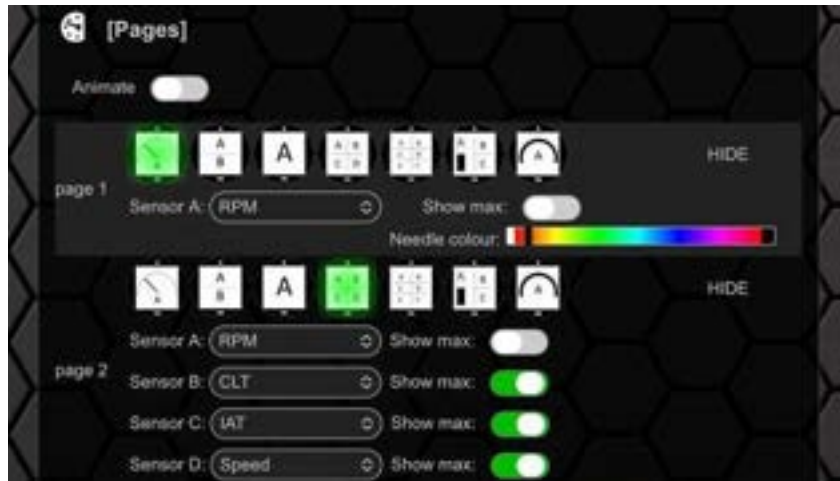 [Pages]
Animate
A A A B A
B C D B C
HIDE
page 1
Sensor A: RPM Show max:
Needle colour:
A A
B
HIDE
Sensor A: RPM Show max:
page 2
Sensor B: CLT Show max:
Sensor C: IAT Show max:
Sensor D: Speed Show max: